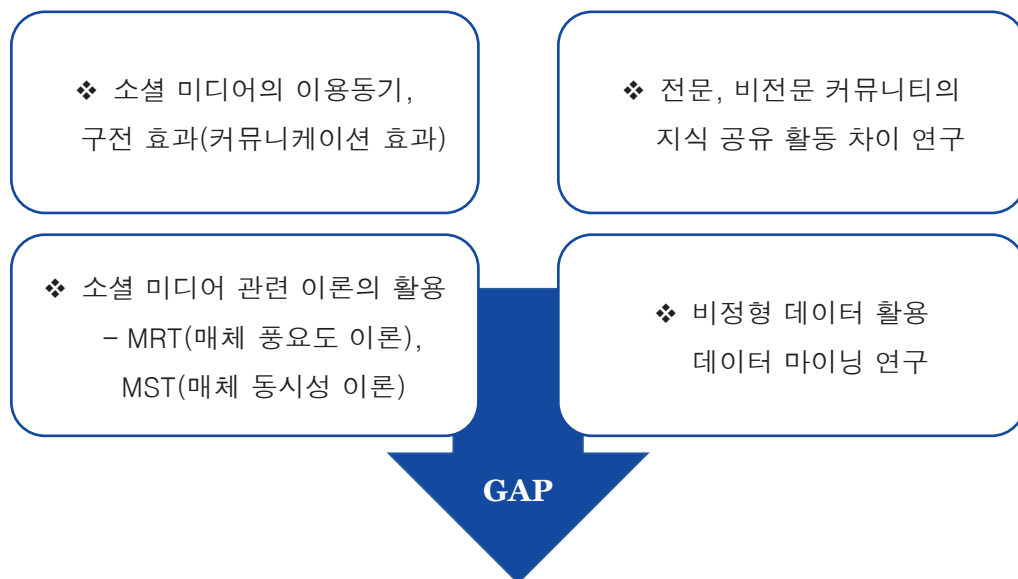 ❖ 소셜 미디어의 이용동기,
구전 효과(커뮤니케이션 효과)
❖ 전문, 비전문 커뮤니티의
지식 공유 활동 차이 연구
❖ 소셜 미디어 관련 이론의 활용
– MRT(매체 풍요도 이론),
MST(매체 동시성 이론)
❖ 비정형 데이터 활용
데이터 마이닝 연구
GAP